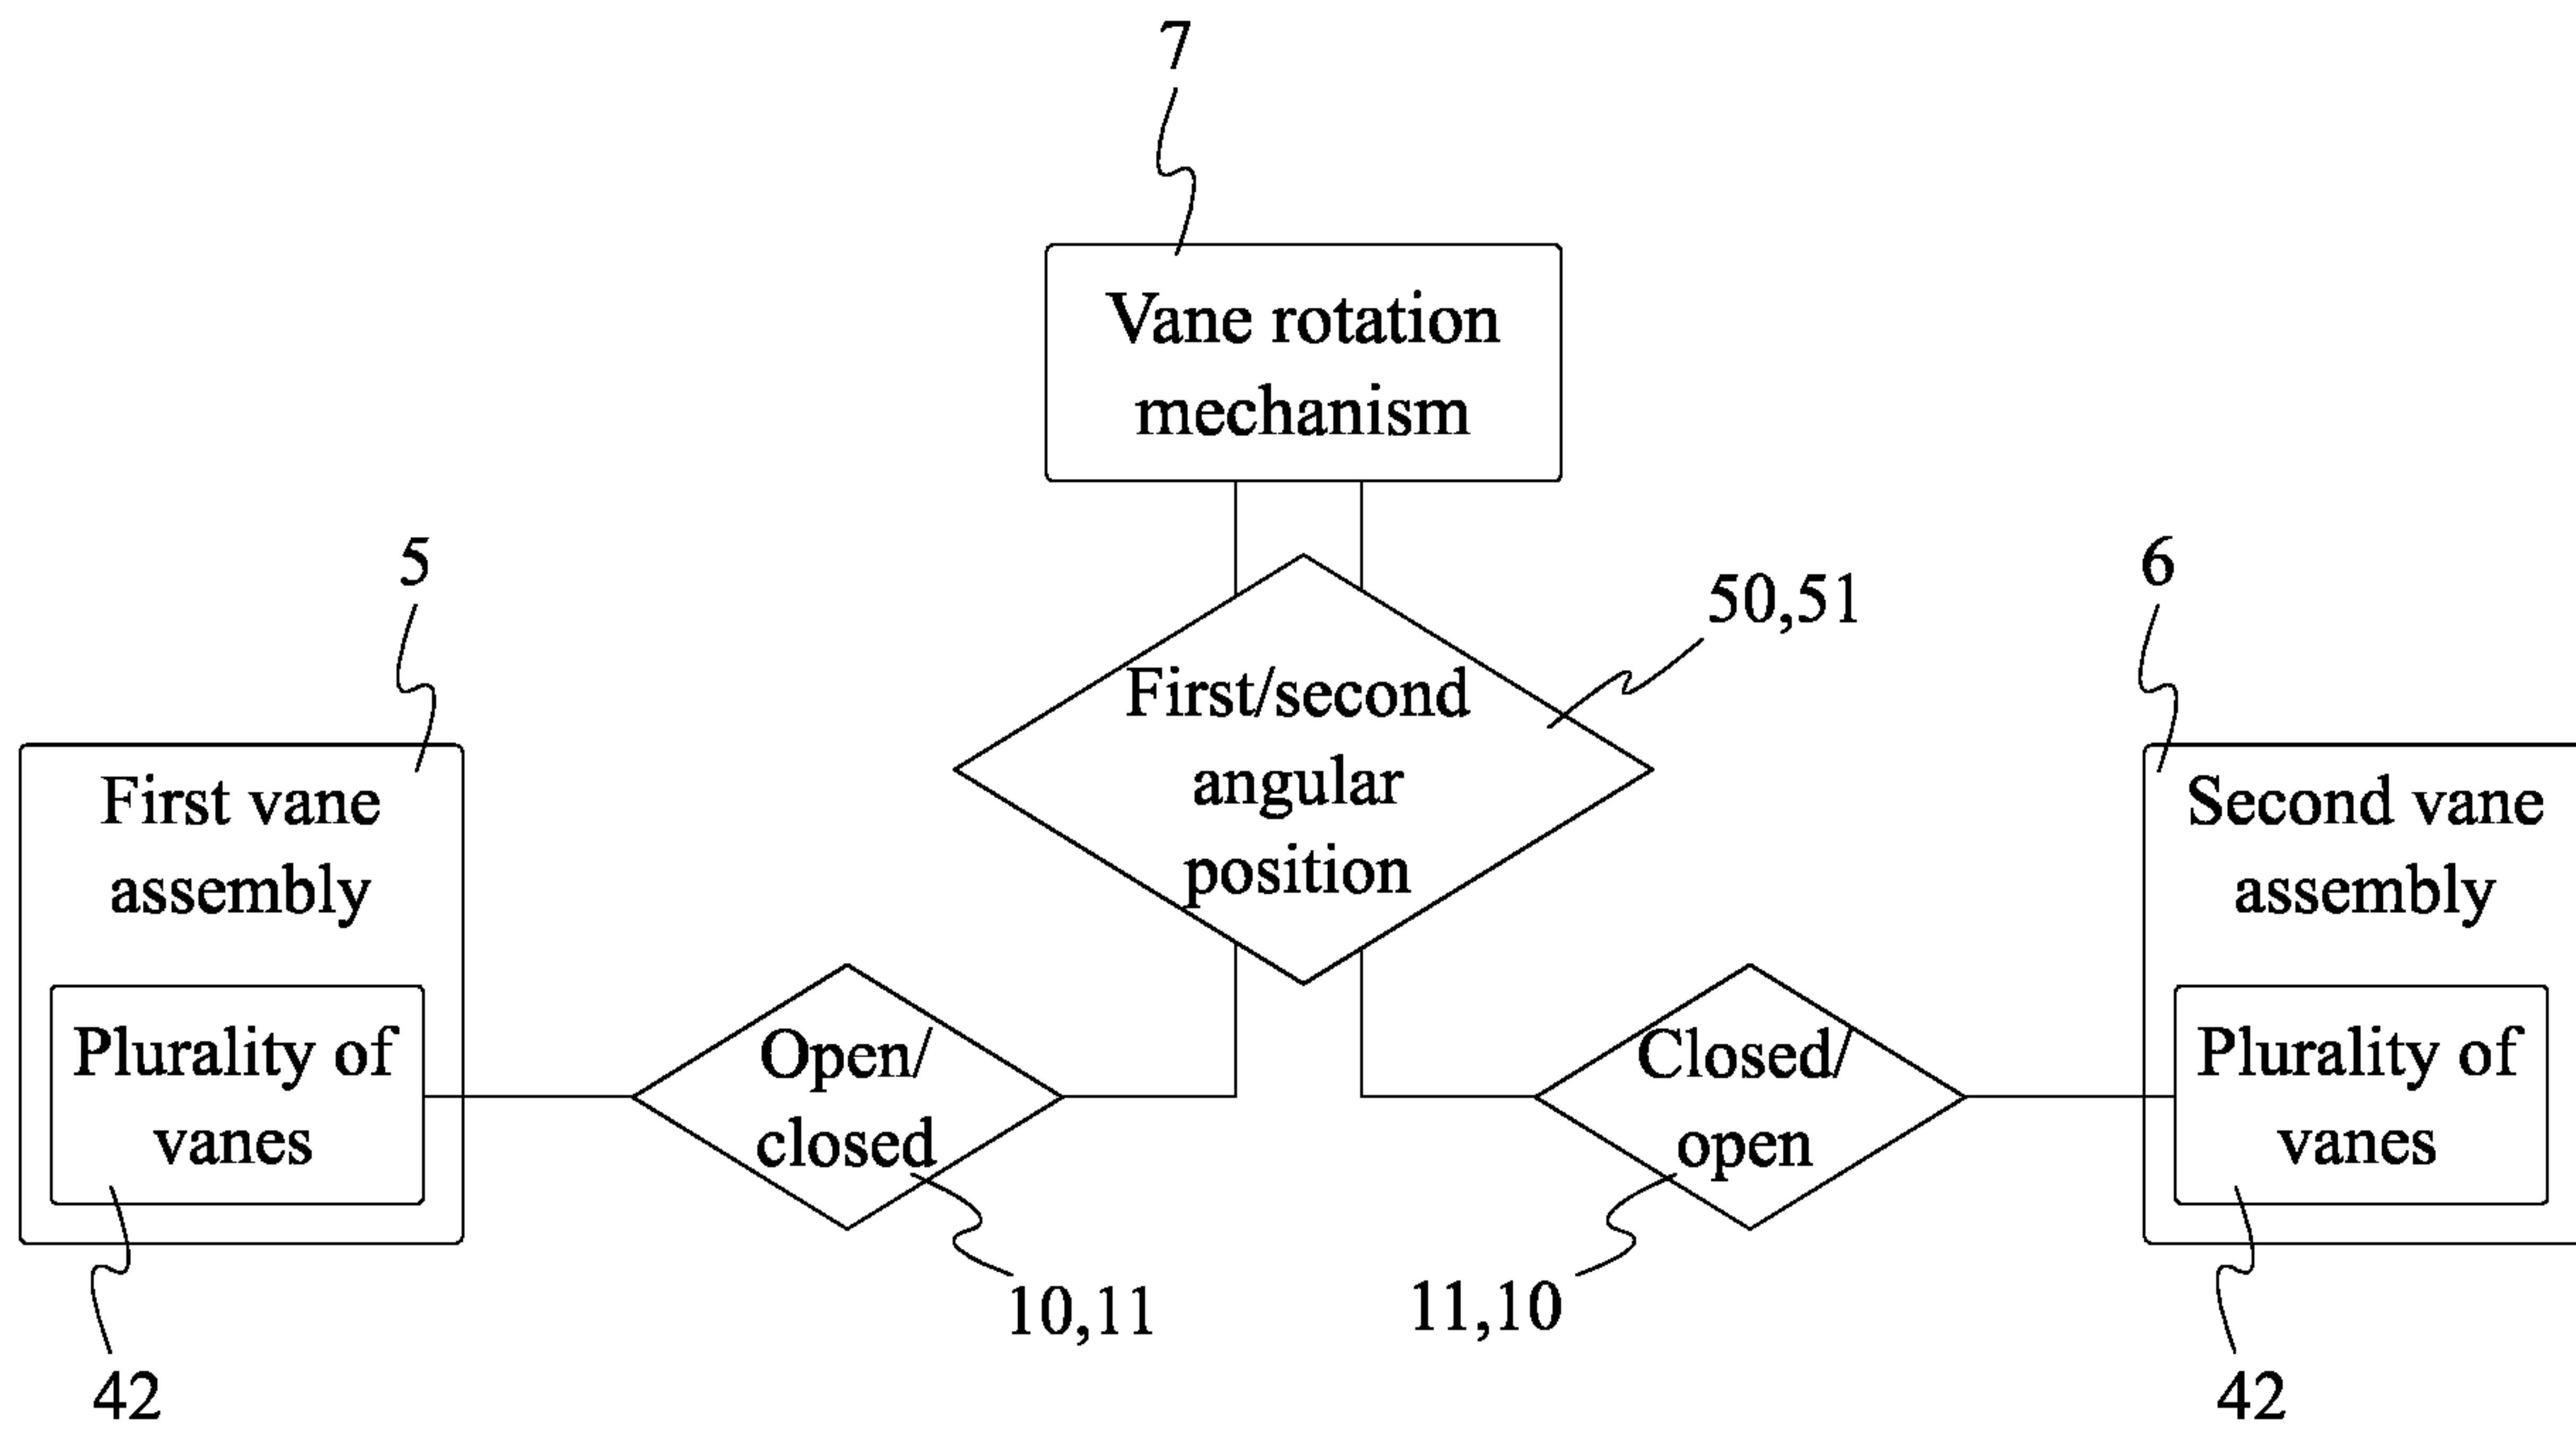 7
Vane rotation
mechanism
5
6
50,51
First/second
angular
position
First vane
assembly
Second vane
assembly
Plurality of
vanes
Open/
closed
Closed/
open
Plurality of
vanes
10,11
11,10
42
42